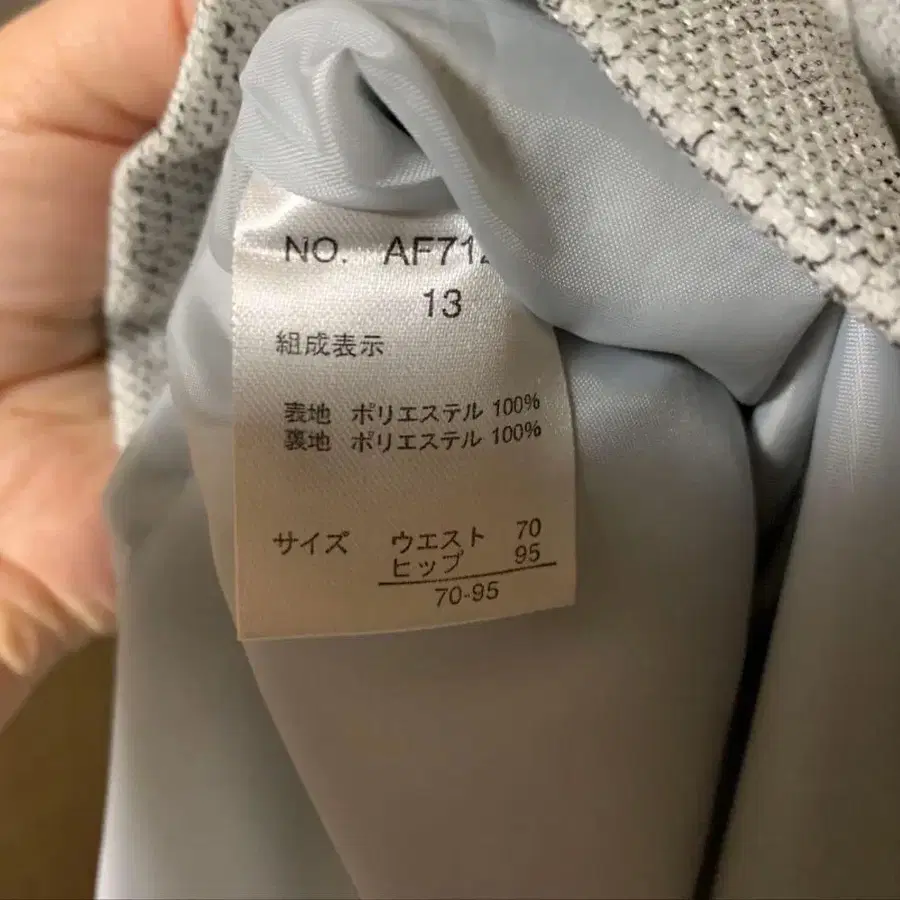 NO. AF71
13
組成表示
表地 ポリエステル 100%
裏地 ポリエステル 100%
サイズ ウエスト 70
ヒップ 95
70-95